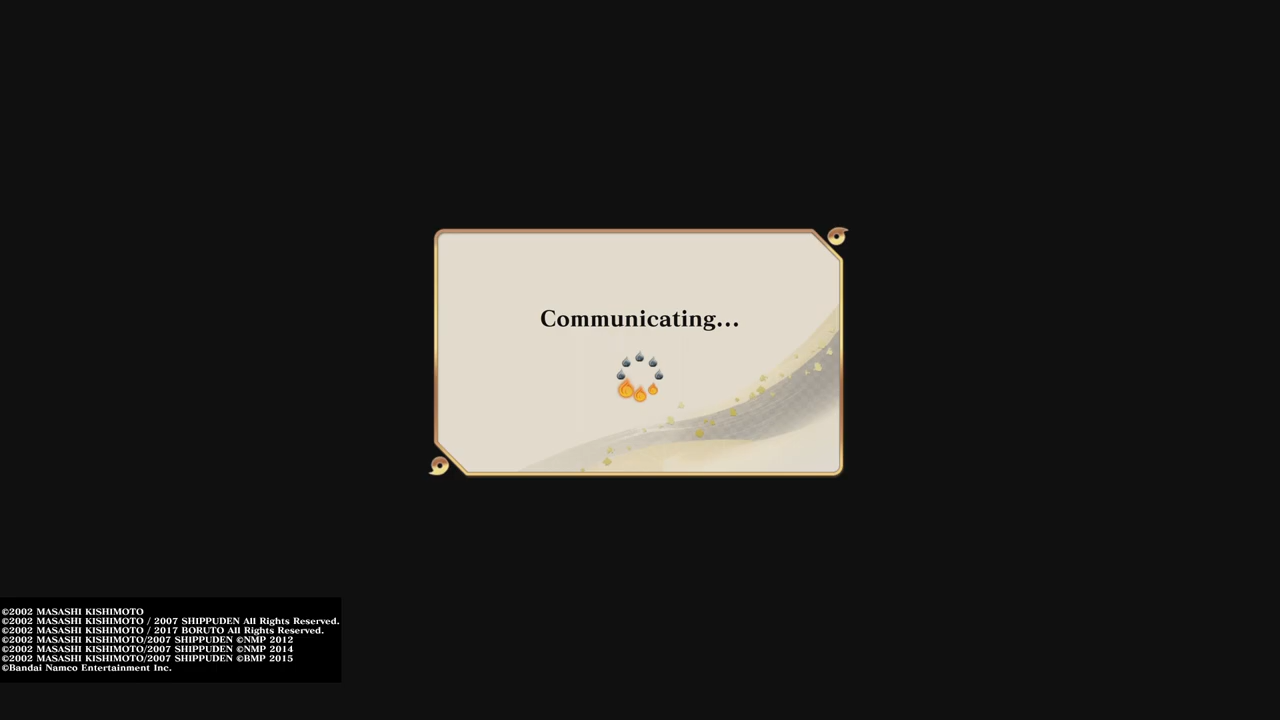 Communicating...
©2002 MASASHI KISHIMOTO
©2002 MASASHI KISHIMOTO / 2007 SHIPPUDEN All Rights Reserved.
©2002 MASASHI KISHIMOTO / 2017 BORUTO All Rights Reserved.
©2002 MASASHI KISHIMOTO/2007 SHIPPUDEN ©NMP 2012
©2002 MASASHI KISHIMOTO/2007 SHIPPUDEN ©NMP 2014
©2002 MASASHI KISHIMOTO/2007 SHIPPUDEN ©BMP 2015
©Bandai Namco Entertainment Inc.